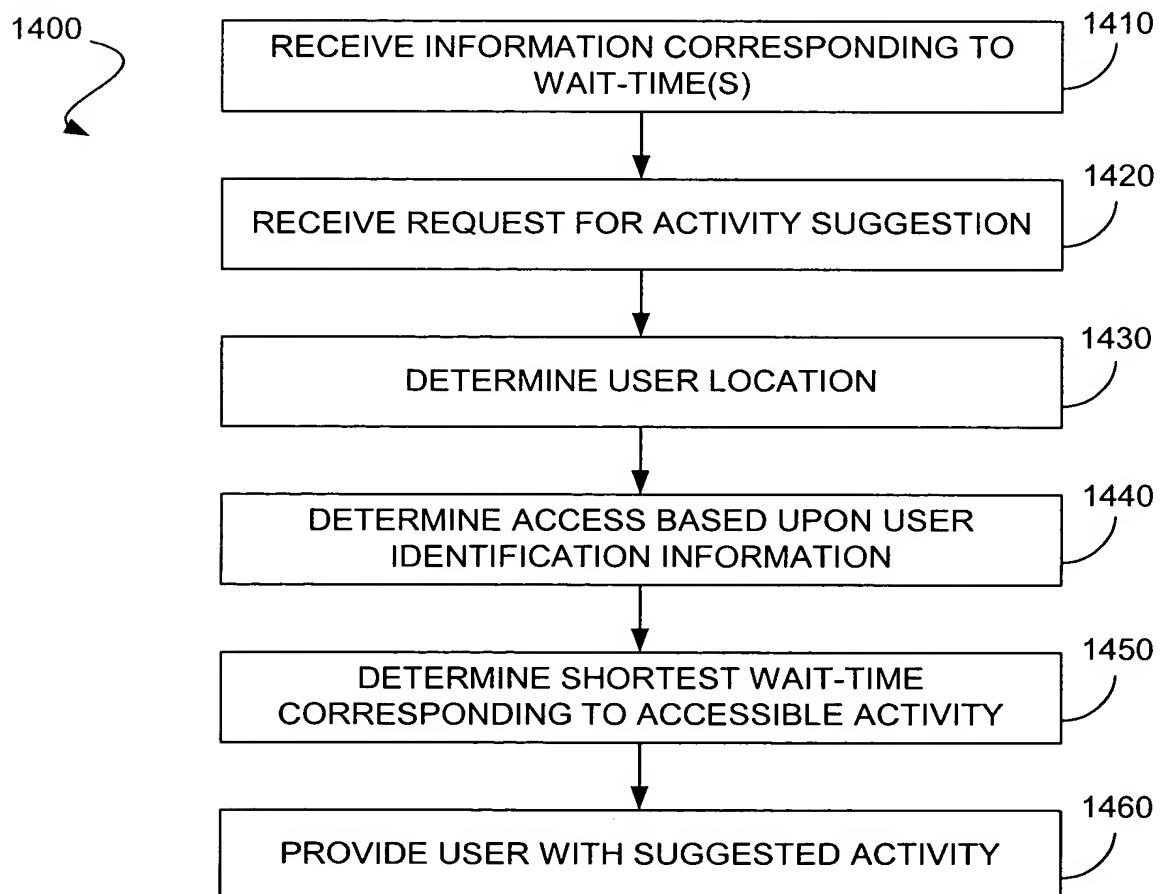 1400
1410
RECEIVE INFORMATION CORRESPONDING TO
WAIT-TIME(S)
1420
RECEIVE REQUEST FOR ACTIVITY SUGGESTION
1430
DETERMINE USER LOCATION
1440
DETERMINE ACCESS BASED UPON USER
IDENTIFICATION INFORMATION
1450
DETERMINE SHORTEST WAIT-TIME
CORRESPONDING TO ACCESSIBLE ACTIVITY
1460
PROVIDE USER WITH SUGGESTED ACTIVITY